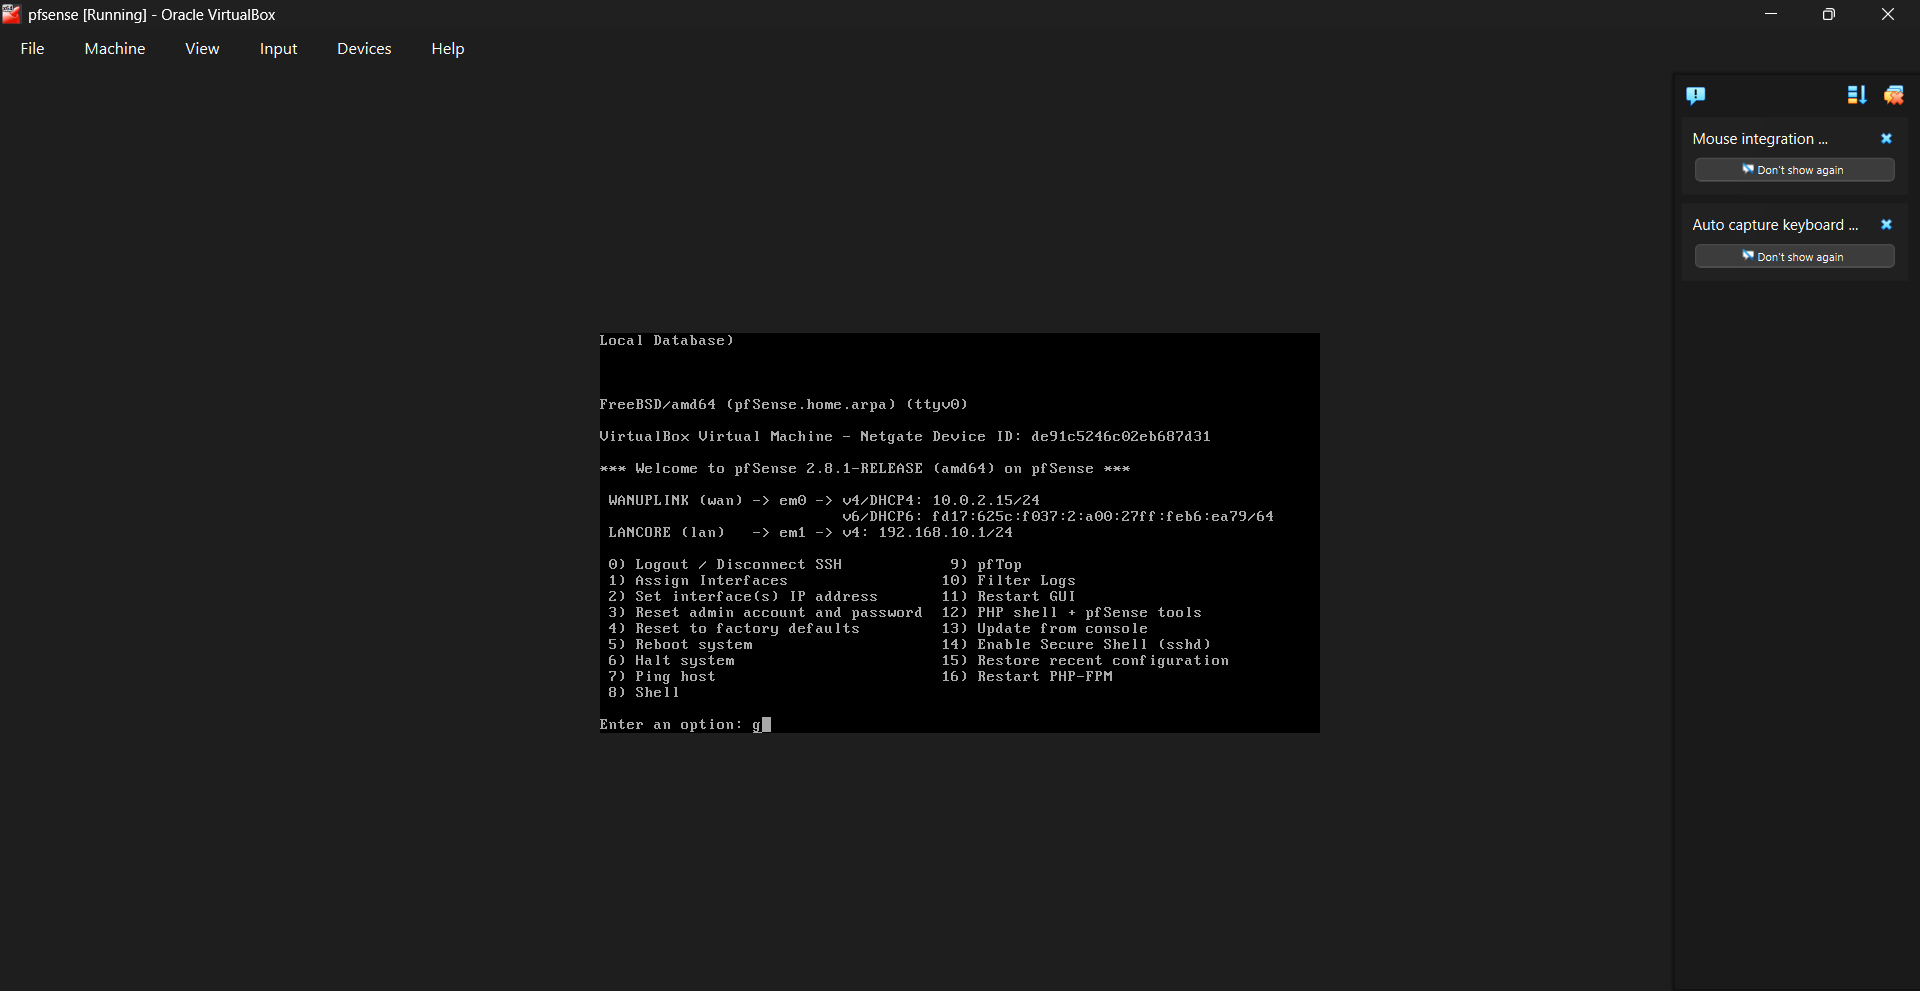 pfsense [Running] - Oracle VirtualBox
File Machine View Input Devices Help
Mouse integration ...
Don't show again
Auto capture keyboard ...
Don't show again
Local Database)
FreeBSD/amd64 (pfSense.home.arpa) (ttyv0)
VirtualBox Virtual Machine - Netgate Device ID: de91c5246c02eb687d31
*** Welcome to pfSense 2.8.1-RELEASE (amd64) on pfSense ***
WANUPLINK (wan) -> em0 -> v4/DHCP4: 10.0.2.15/24
v6/DHCP6: fd17:625c:f037:2:a00:27ff:feb6:ea79/64
LANCORE (lan) -> em1 -> v4: 192.168.10.1/24
0) Logout / Disconnect SSH 9) pfTop
1) Assign Interfaces 10) Filter Logs
2) Set interface(s) IP address 11) Restart GUI
3) Reset admin account and password 12) PHP shell + pfSense tools
4) Reset to factory defaults 13) Update from console
5) Reboot system 14) Enable Secure Shell (sshd)
6) Halt system 15) Restore recent configuration
7) Ping host 16) Restart PHP-FPM
8) Shell
Enter an option: g